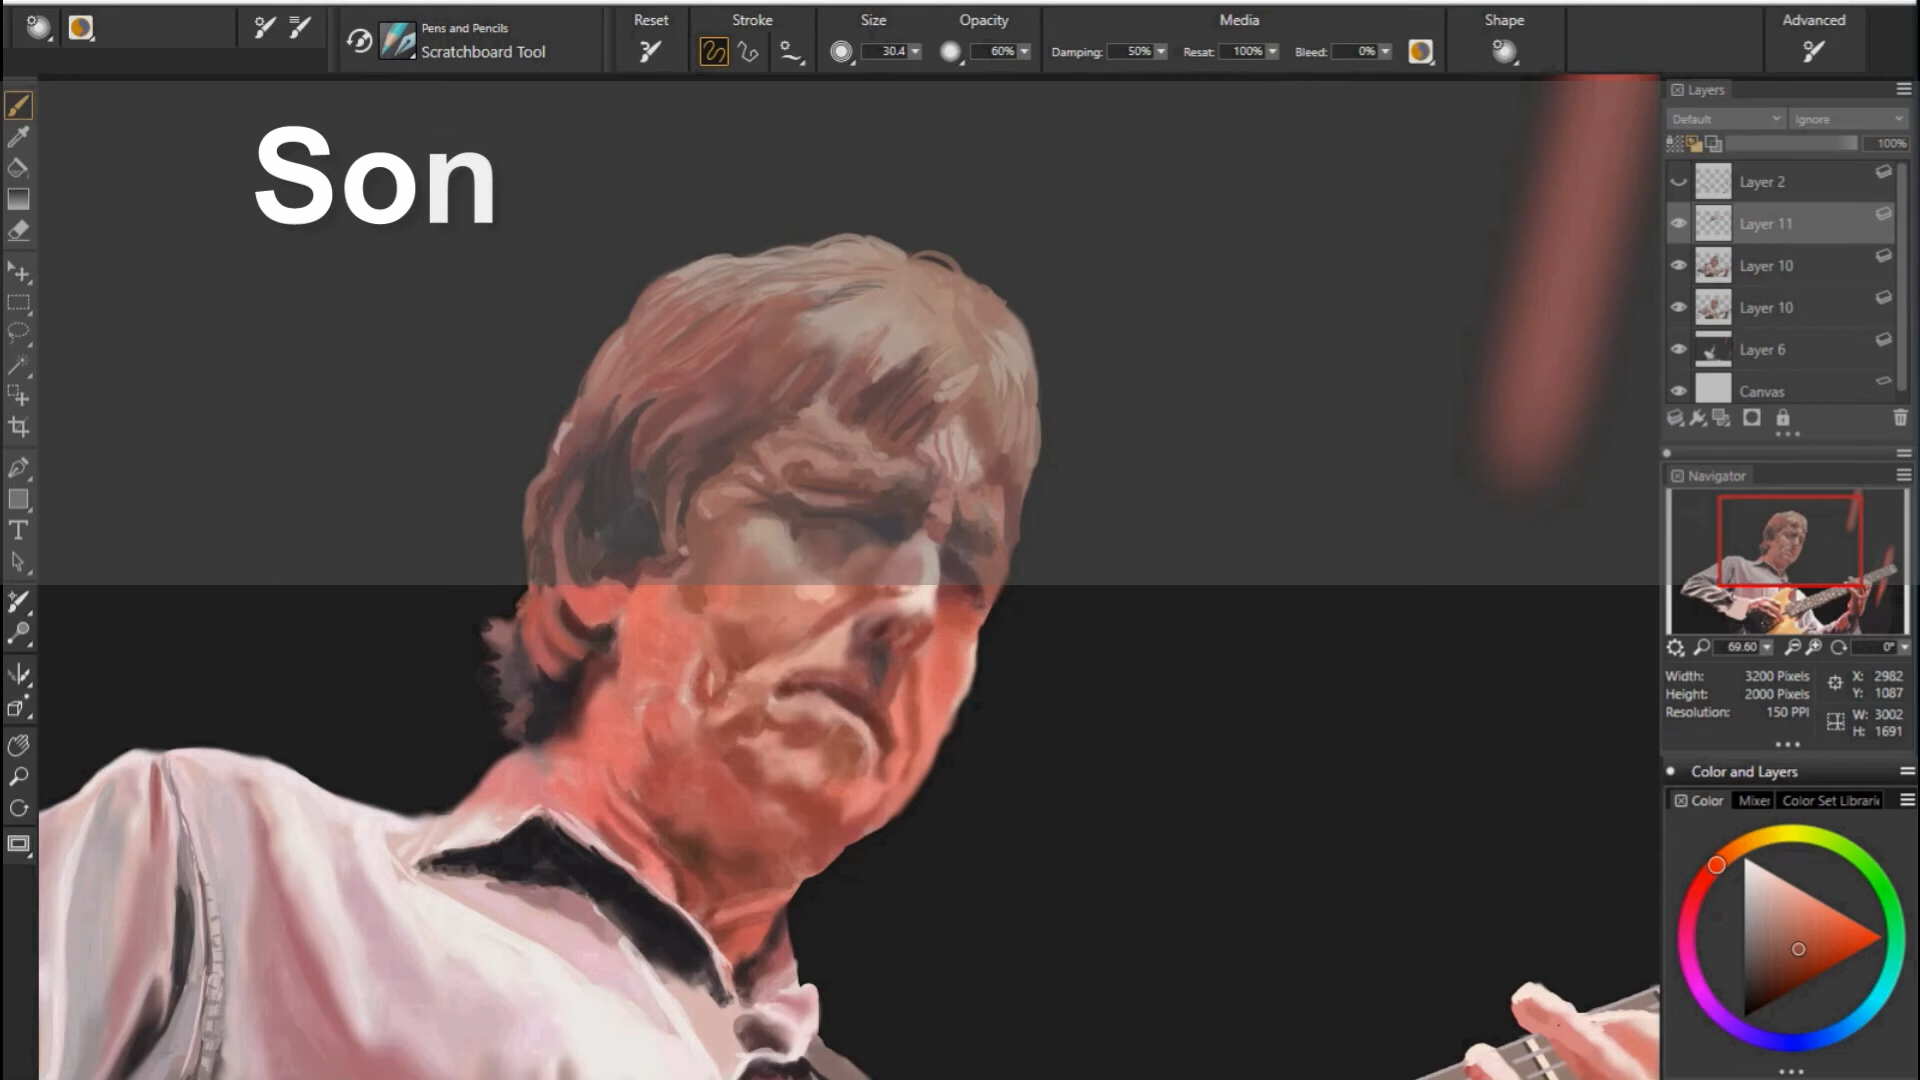 Pens and Pencils
Scratchboard Tool
Reset
Stroke
Size
30.4
Opacity
60%
Media
Damping: 50% Resat: 100% Bleed: 0%
Shape
Advanced
Son
T
Layers
Default Ignore
100%
Layer 2
Layer 11
Layer 10
Layer 10
Layer 6
Canvas
Navigator
69.60 0°
Width: 3200 Pixels X: 2982
Height: 2000 Pixels Y: 1087
Resolution: 150 PPI W: 3002
H: 1691
Color and Layers
Color Mixer Color Set Librari